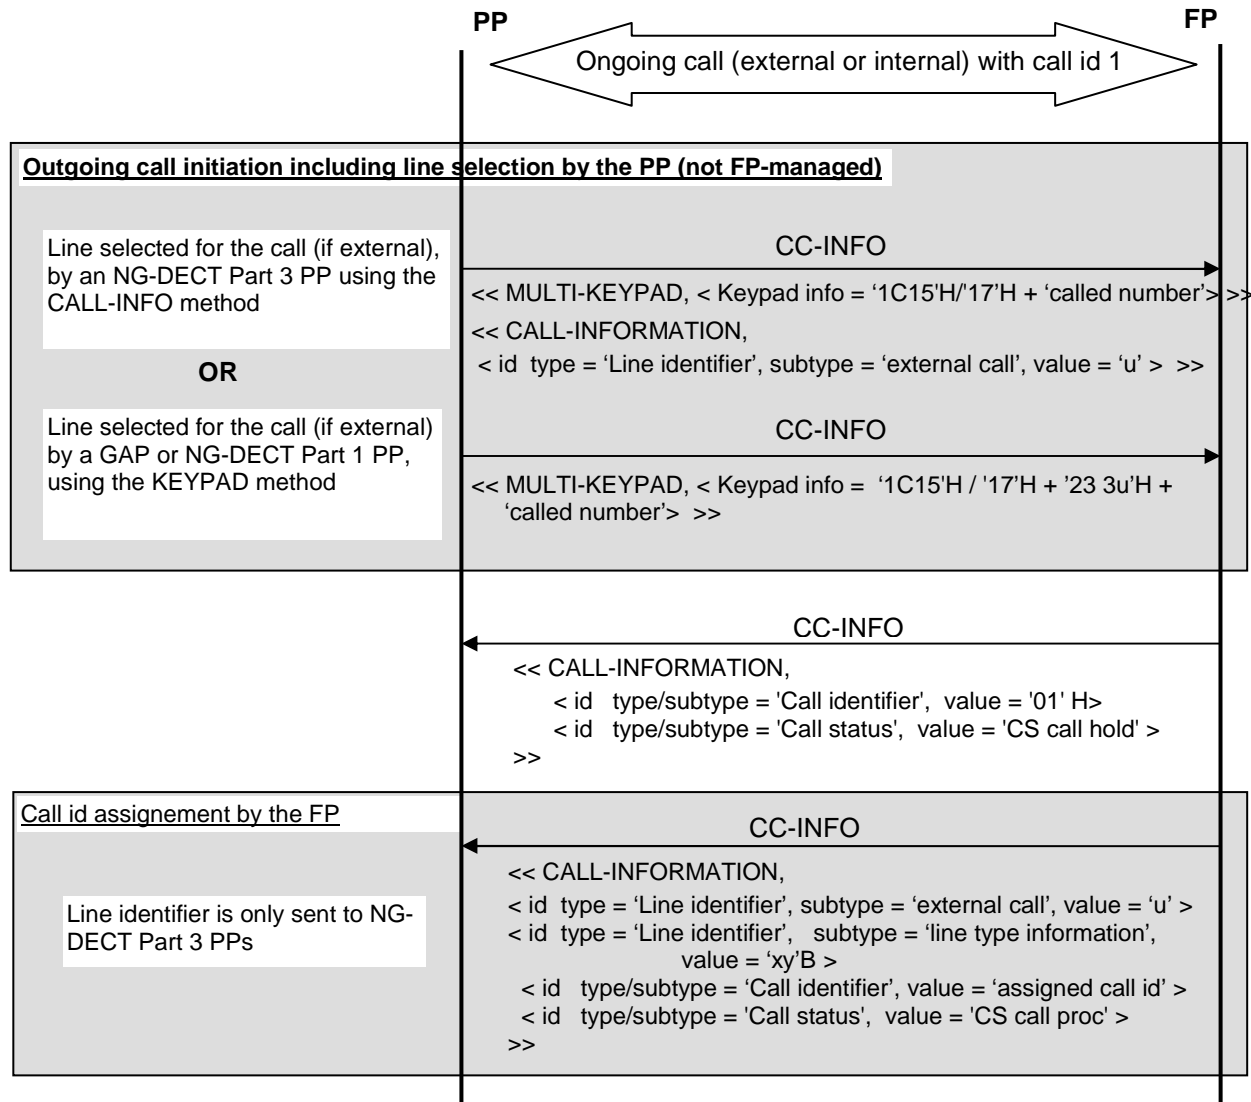 PP
FP
Ongoing call (external or internal) with call id 1
Outgoing call initiation including line selection by the PP (not FP-managed)
Line selected for the call (if external),
by an NG-DECT Part 3 PP using the
CALL-INFO method
CC-INFO
<< MULTI-KEYPAD, < Keypad info = ‘1C15'H/'17’H + ‘called number’> >>
<< CALL-INFORMATION,
< id type = ‘Line identifier’, subtype = ‘external call’, value = ‘u’ > >>
OR
Line selected for the call (if external)
by a GAP or NG-DECT Part 1 PP,
using the KEYPAD method
CC-INFO
<< MULTI-KEYPAD, < Keypad info = ‘1C15'H / '17’H + ’23 3u’H +
‘called number’> >>
CC-INFO
<< CALL-INFORMATION,
< id type/subtype = 'Call identifier', value = '01' H>
< id type/subtype = 'Call status', value = 'CS call hold' >
>>
Call id assignement by the FP
CC-INFO
Line identifier is only sent to NG-
DECT Part 3 PPs
<< CALL-INFORMATION,
< id type = ‘Line identifier’, subtype = ‘external call’, value = ‘u’ >
< id type = ‘Line identifier’, subtype = ‘line type information’,
value = ‘xy’B >
< id type/subtype = ‘Call identifier’, value = ‘assigned call id’ >
< id type/subtype = 'Call status', value = 'CS call proc' >
>>